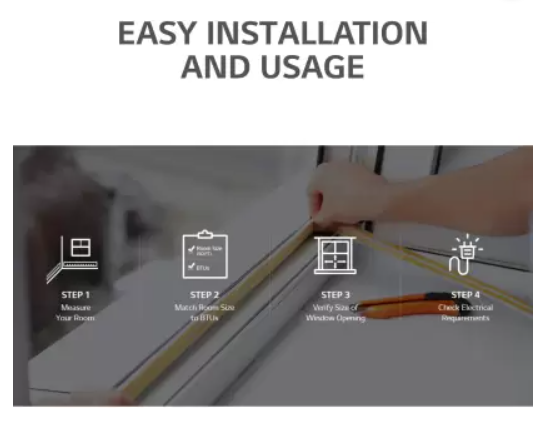 EASY INSTALLATION
AND USAGE
Room Size
BTUs
STEP 1
Measure
Your Room
STEP 2
Match Room Size
to BTUs
STEP 3
Verify Size of
Window Opening
STEP 4
Check Electrical
Requirements